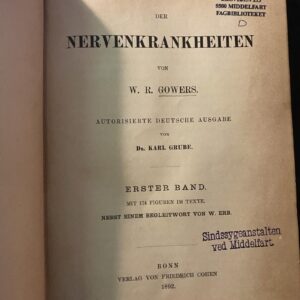 5500 MIDDELFART
FAGBIBLIOTEKET
DER
NERVENKRANKHEITEN
VON
W. R. GOWERS.
AUTORISIERTE DEUTSCHE AUSGABE
VON
DR. KARL GRUBE.
ERSTER BAND.
MIT 174 FIGUREN IM TEXTE.
NEBST EINEM BEGLEITWORT VON W. ERB.
Sindssygeanstalten
ved Middelfart.
BONN
VERLAG VON FRIEDRICH COHEN
1892.